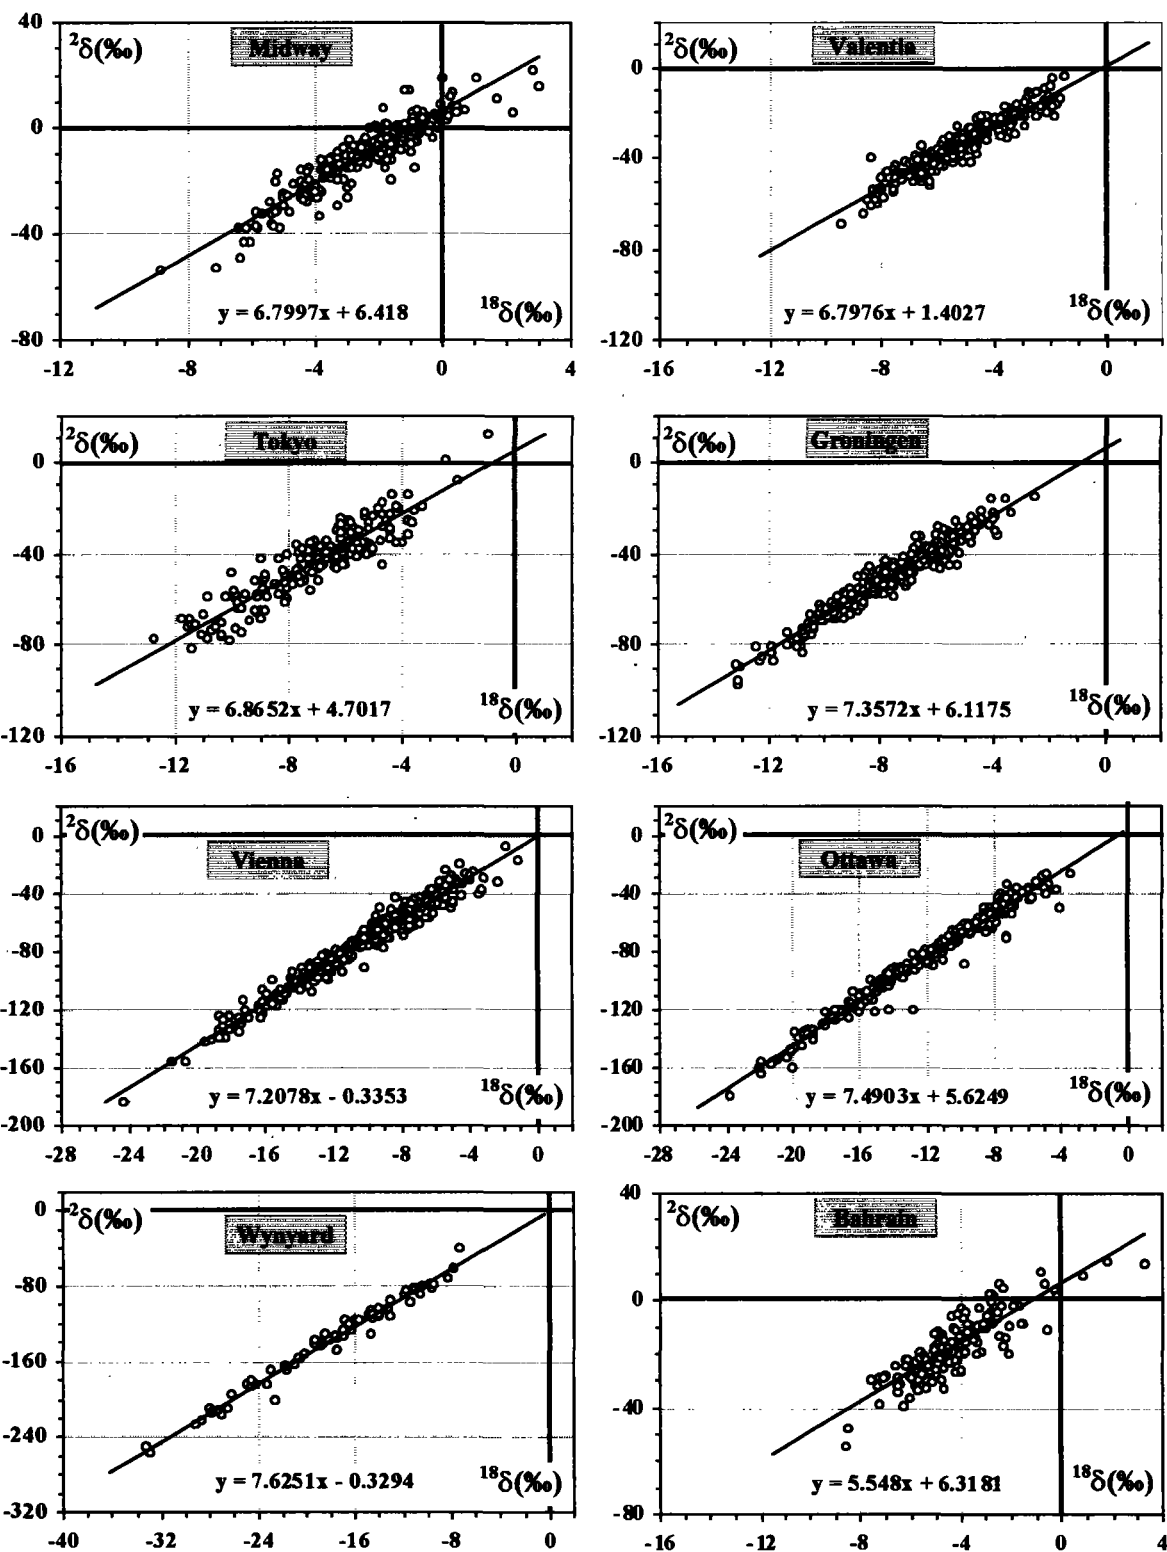 ²δ(‰)
Midway
40
0
-40
-80
y = 6.7997x + 6.418
¹⁸δ(‰)
-12 -8 -4 0 4
²δ(‰)
Valentia
0
-40
-80
-120
y = 6.7976x + 1.4027
¹⁸δ(‰)
-16 -12 -8 -4 0
²δ(‰)
Tokyo
0
-40
-80
-120
y = 6.8652x + 4.7017
¹⁸δ(‰)
-16 -12 -8 -4 0
²δ(‰)
Groningen
0
-40
-80
-120
y = 7.3572x + 6.1175
¹⁸δ(‰)
-16 -12 -8 -4 0
²δ(‰)
Vienna
0
-40
-80
-120
-160
-200
y = 7.2078x - 0.3353
¹⁸δ(‰)
-28 -24 -20 -16 -12 -8 -4 0
²δ(‰)
Ottawa
0
-40
-80
-120
-160
-200
y = 7.4903x + 5.6249
¹⁸δ(‰)
-28 -24 -20 -16 -12 -8 -4 0
²δ(‰)
Wynyard
0
-80
-160
-240
-320
y = 7.6251x - 0.3294
¹⁸δ(‰)
-40 -32 -24 -16 -8 0
²δ(‰)
Bahrain
40
0
-40
-80
y = 5.548x + 6.3181
¹⁸δ(‰)
-16 -12 -8 -4 0 4